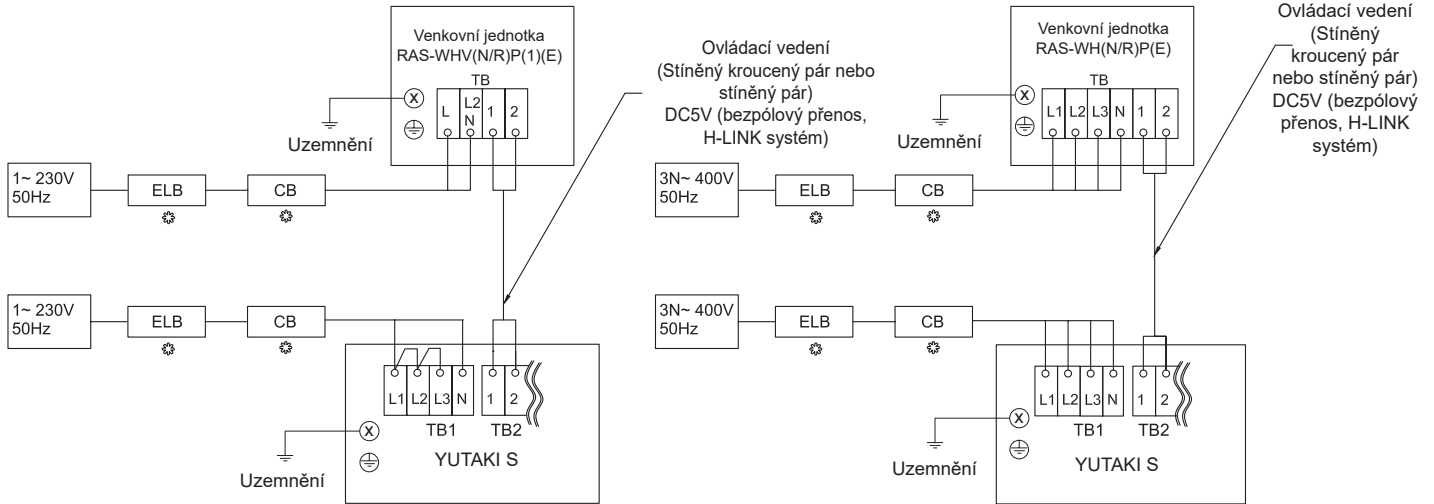 Venkovní jednotka
RAS-WHV(N/R)P(1)(E)
TB
L
L2
N
1
2
X
Uzemnění
1~ 230V
50Hz
ELB
CB
Ovládací vedení
(Stíněný kroucený pár nebo
stíněný pár)
DC5V (bezpólový přenos,
H-LINK systém)
1~ 230V
50Hz
ELB
CB
L1
L2
L3
N
1
2
TB1
TB2
X
Uzemnění
YUTAKI S
Venkovní jednotka
RAS-WH(N/R)P(E)
TB
L1
L2
L3
N
1
2
X
Uzemnění
3N~ 400V
50Hz
ELB
CB
Ovládací vedení
(Stíněný
kroucený pár
nebo stíněný pár)
DC5V (bezpólový
přenos, H-LINK
systém)
3N~ 400V
50Hz
ELB
CB
L1
L2
L3
N
1
2
TB1
TB2
X
Uzemnění
YUTAKI S